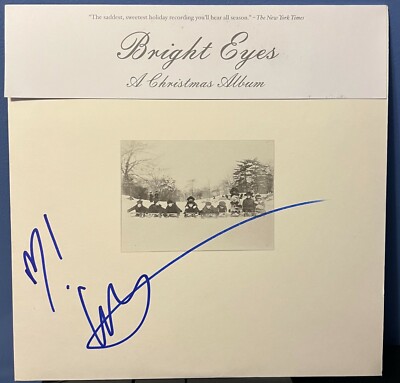 "The saddest, sweetest holiday recording you'll hear all season." –The New York Times
Bright Eyes
A Christmas Album